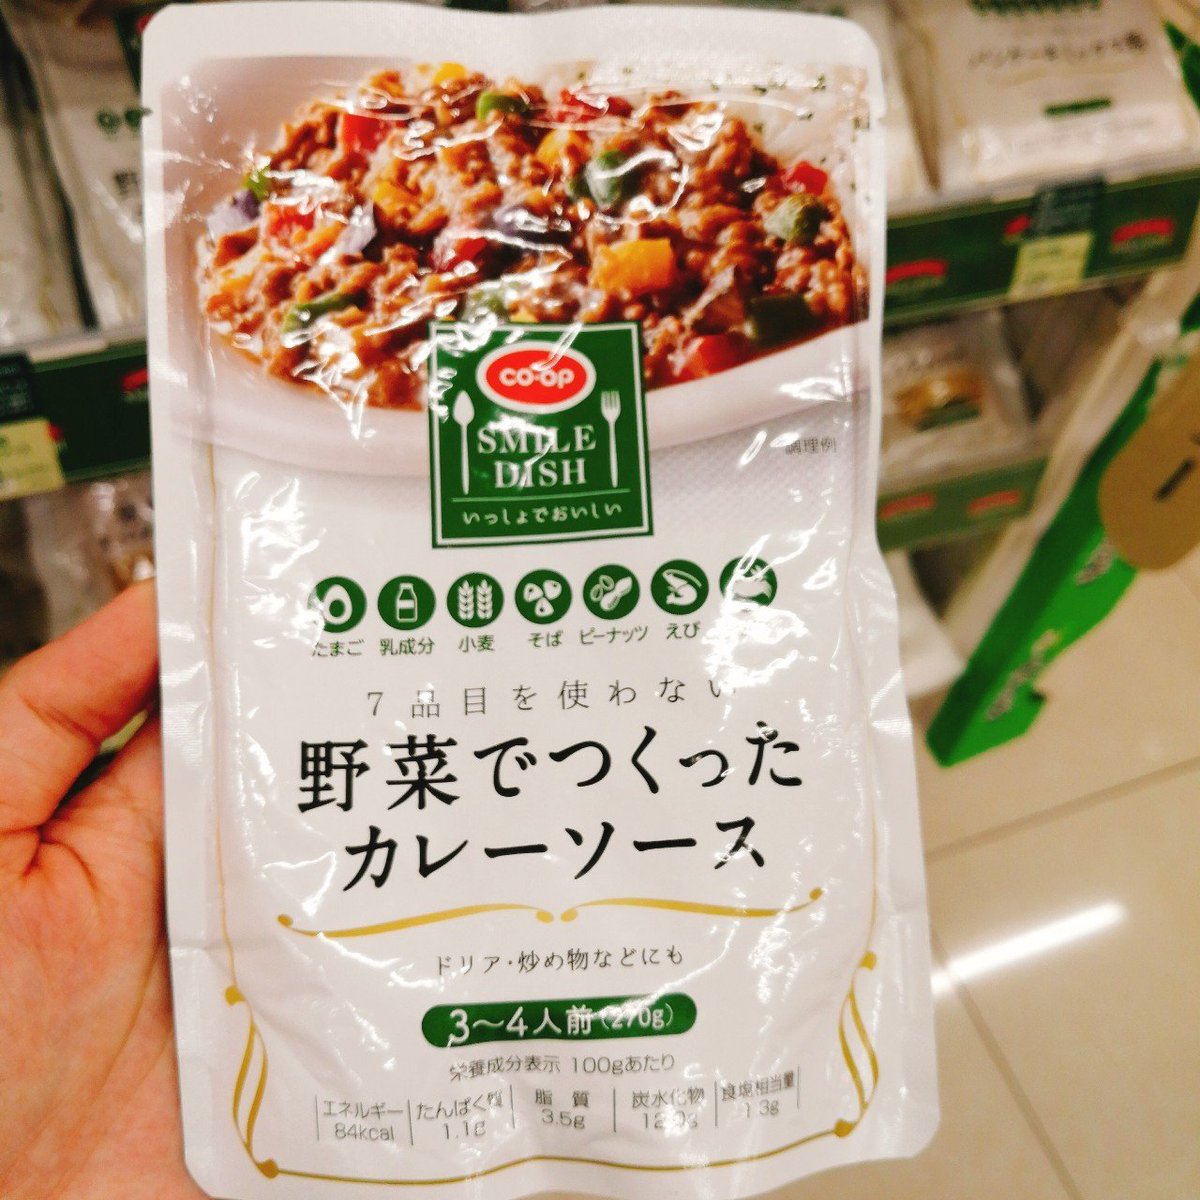 調理例
CO-OP
SMILE
DISH
いっしょでおいしい
たまご 乳成分 小麦 そば ピーナッツ えび
7品目を使わない
野菜でつくった
カレーソース
ドリア・炒め物などにも
3〜4人前(270g)
栄養成分表示 100gあたり
エネルギー たんぱく質 脂質 炭水化物 食塩相当量
84kcal 1.1g 3.5g 1.3g